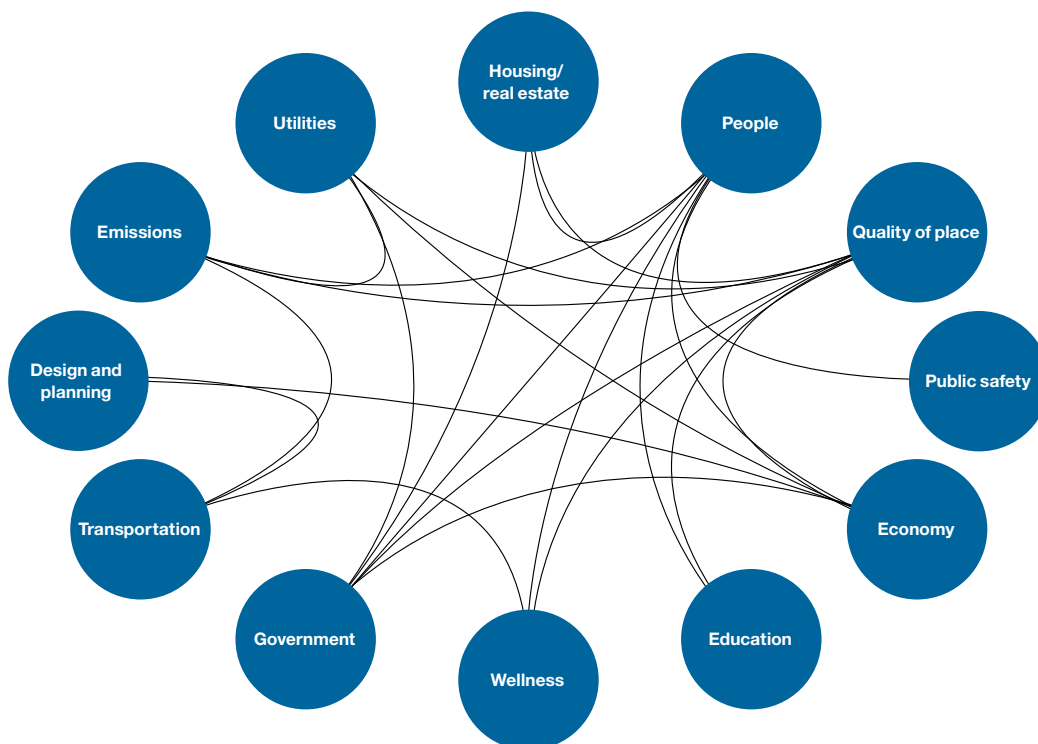 Housing/
real estate
People
Quality of place
Public safety
Economy
Education
Wellness
Government
Transportation
Design and
planning
Emissions
Utilities